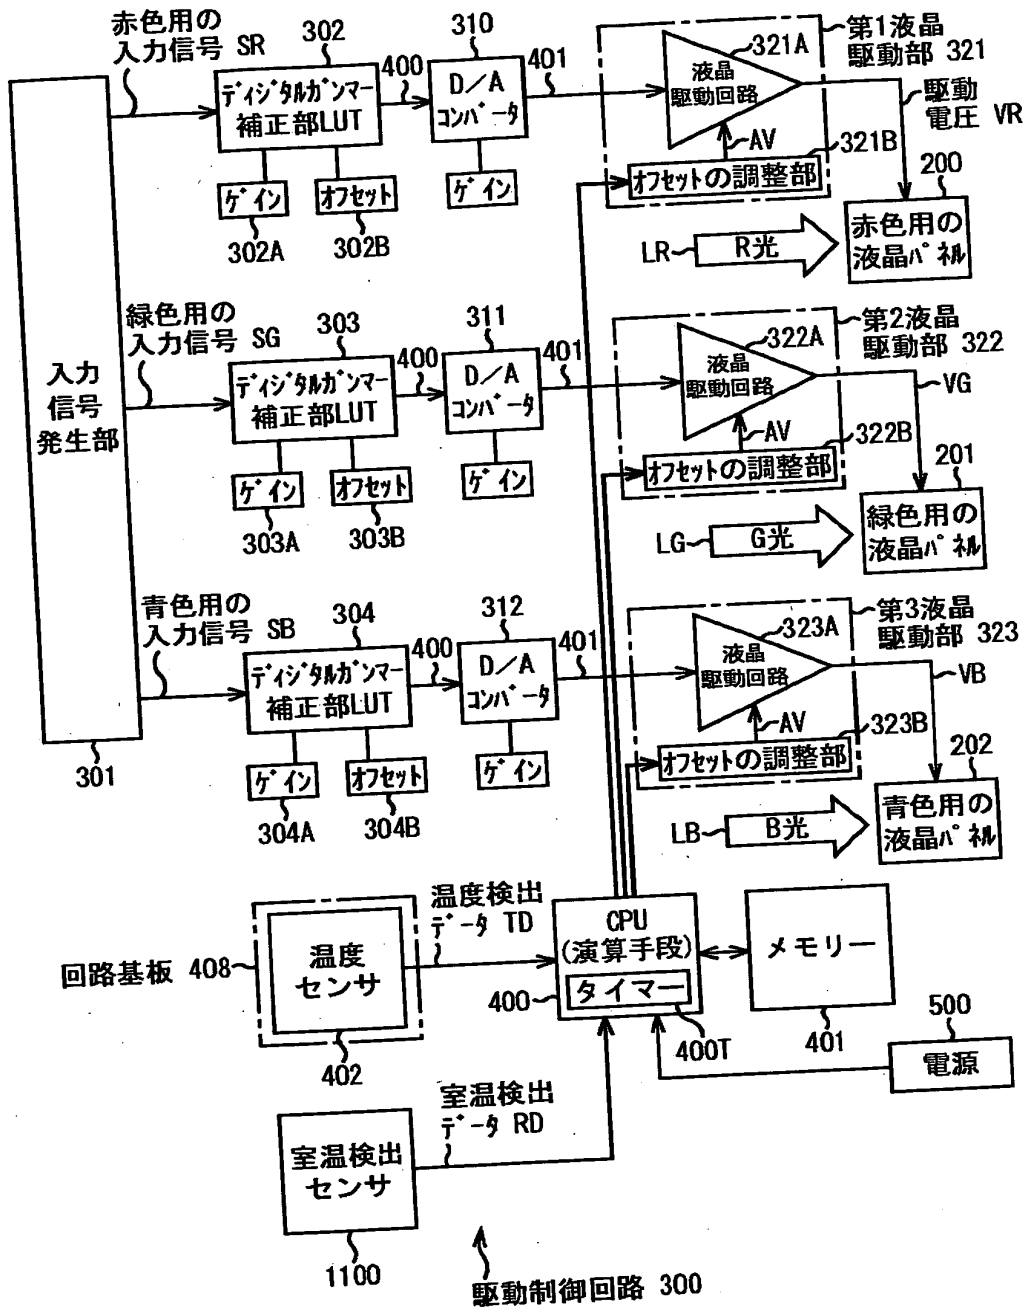 赤色用の
入力信号 SR
302
ディジタルガンマー
補正部LUT
400
310
D/A
コンバータ
401
第1液晶
駆動部 321
321A
液晶
駆動回路
AV
321B
オフセットの調整部
駆動
電圧 VR
ゲイン
302A
オフセット
302B
ゲイン
LR
R光
200
赤色用の
液晶パネル
入力
信号
発生部
301
緑色用の
入力信号 SG
303
ディジタルガンマー
補正部LUT
400
311
D/A
コンバータ
401
第2液晶
駆動部 322
322A
液晶
駆動回路
AV
322B
オフセットの調整部
VG
ゲイン
303A
オフセット
303B
ゲイン
LG
G光
201
緑色用の
液晶パネル
青色用の
入力信号 SB
304
ディジタルガンマー
補正部LUT
400
312
D/A
コンバータ
401
第3液晶
駆動部 323
323A
液晶
駆動回路
AV
323B
オフセットの調整部
VB
ゲイン
304A
オフセット
304B
ゲイン
LB
B光
202
青色用の
液晶パネル
回路基板 408
温度
センサ
402
温度検出
データ TD
CPU
(演算手段)
タイマー
400
400T
メモリー
401
500
電源
室温検出
センサ
1100
室温検出
データ RD
駆動制御回路 300